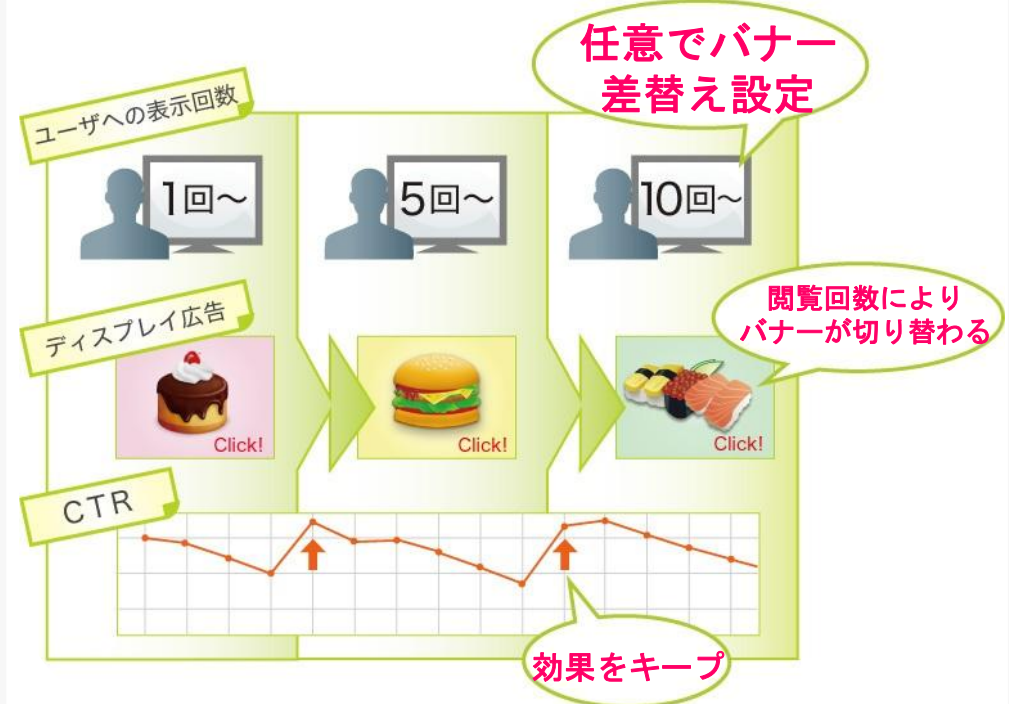 任意でバナー
差替え設定
ユーザへの表示回数
1回～
5回～
10回～
閲覧回数により
バナーが切り替わる
ディスプレイ広告
Click!
Click!
Click!
CTR
効果をキープ